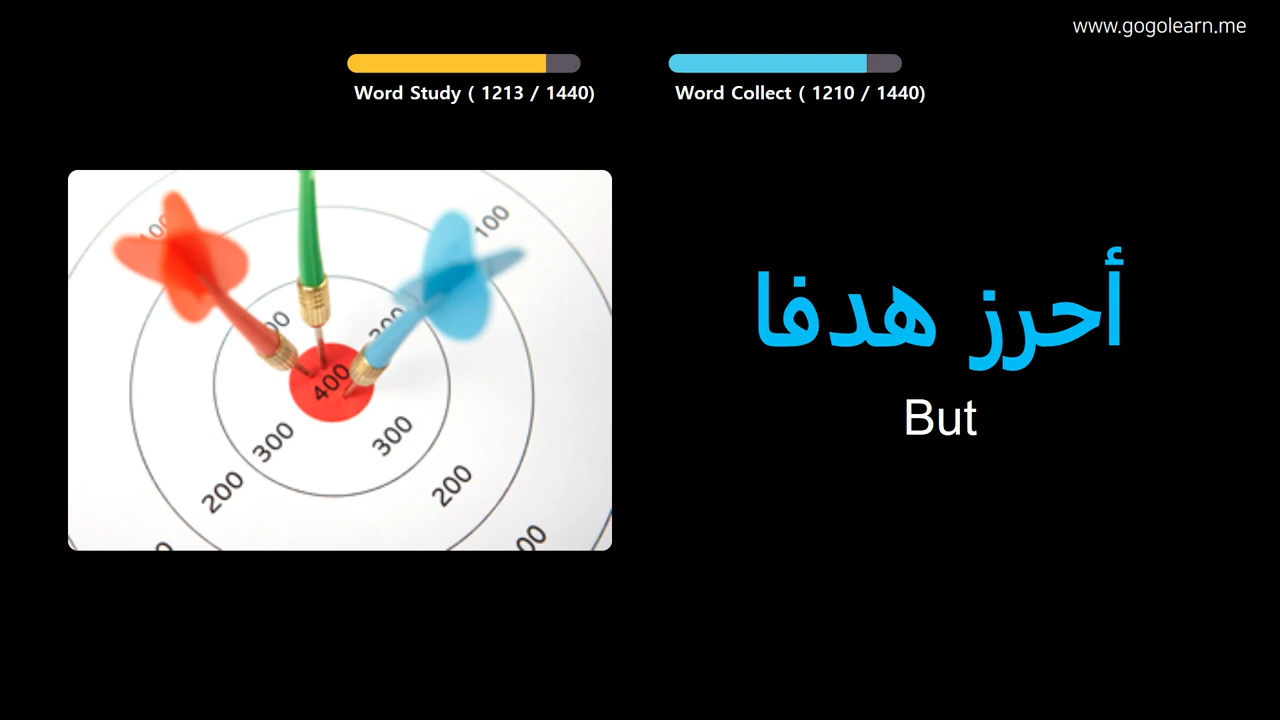 www.gogolearn.me
Word Study ( 1213 / 1440)
Word Collect ( 1210 / 1440)
100
100
200
400
300
300
200
200
أحرز هدفا
But